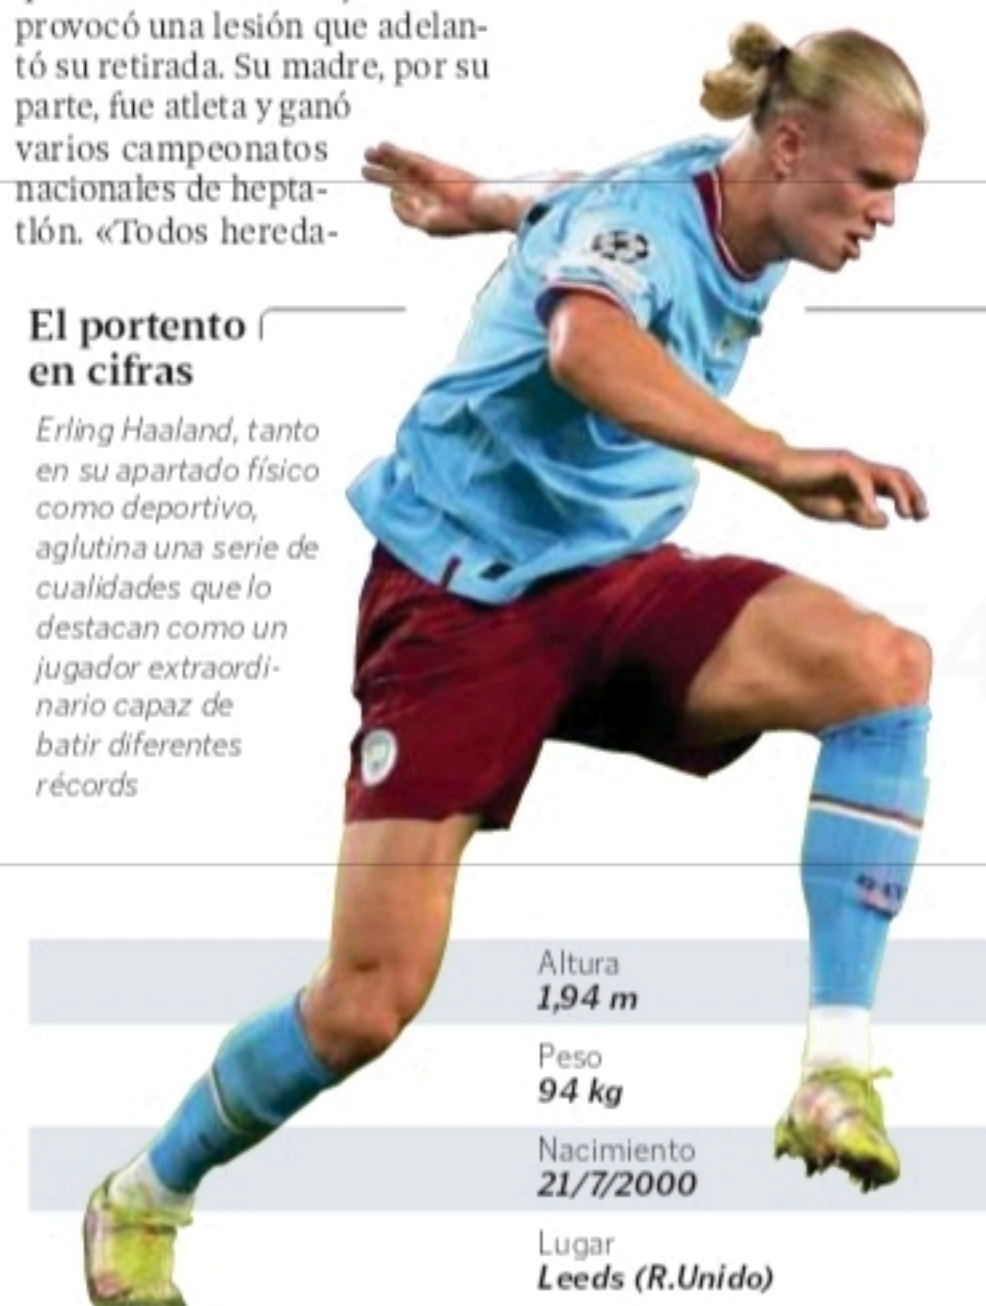 provocó una lesión que adelan-
tó su retirada. Su madre, por su
parte, fue atleta y ganó
varios campeonatos
nacionales de hepta-
tlón. «Todos hereda-
El portento
en cifras
Erling Haaland, tanto
en su apartado físico
como deportivo,
aglutina una serie de
cualidades que lo
destacan como un
jugador extraordi-
nario capaz de
batir diferentes
récords
Altura
1,94 m
Peso
94 kg
Nacimiento
21/7/2000
Lugar
Leeds (R.Unido)